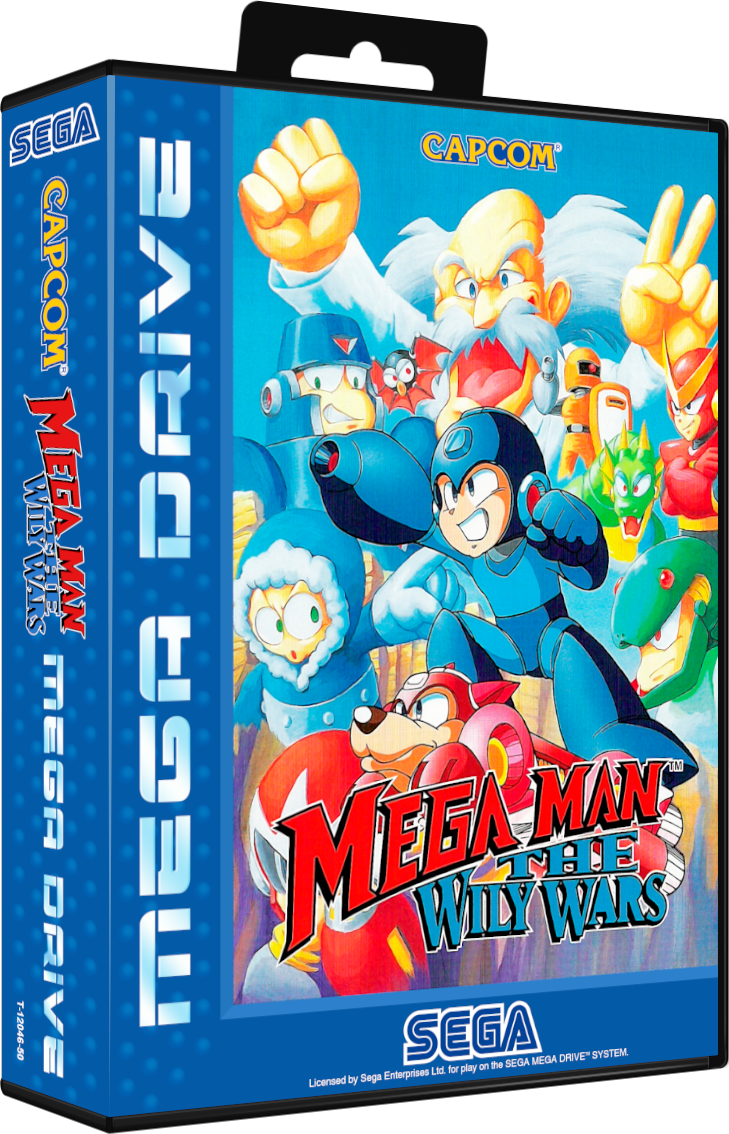 SEGA
CAPCOM®
MEGA MAN
THE
WILY WARS
MEGA DRIVE
T-12046-50
MEGA DRIVE
CAPCOM®
MEGA MAN™
THE
WILY WARS
SEGA
Licensed by Sega Enterprises Ltd. for play on the SEGA MEGA DRIVE™ SYSTEM.